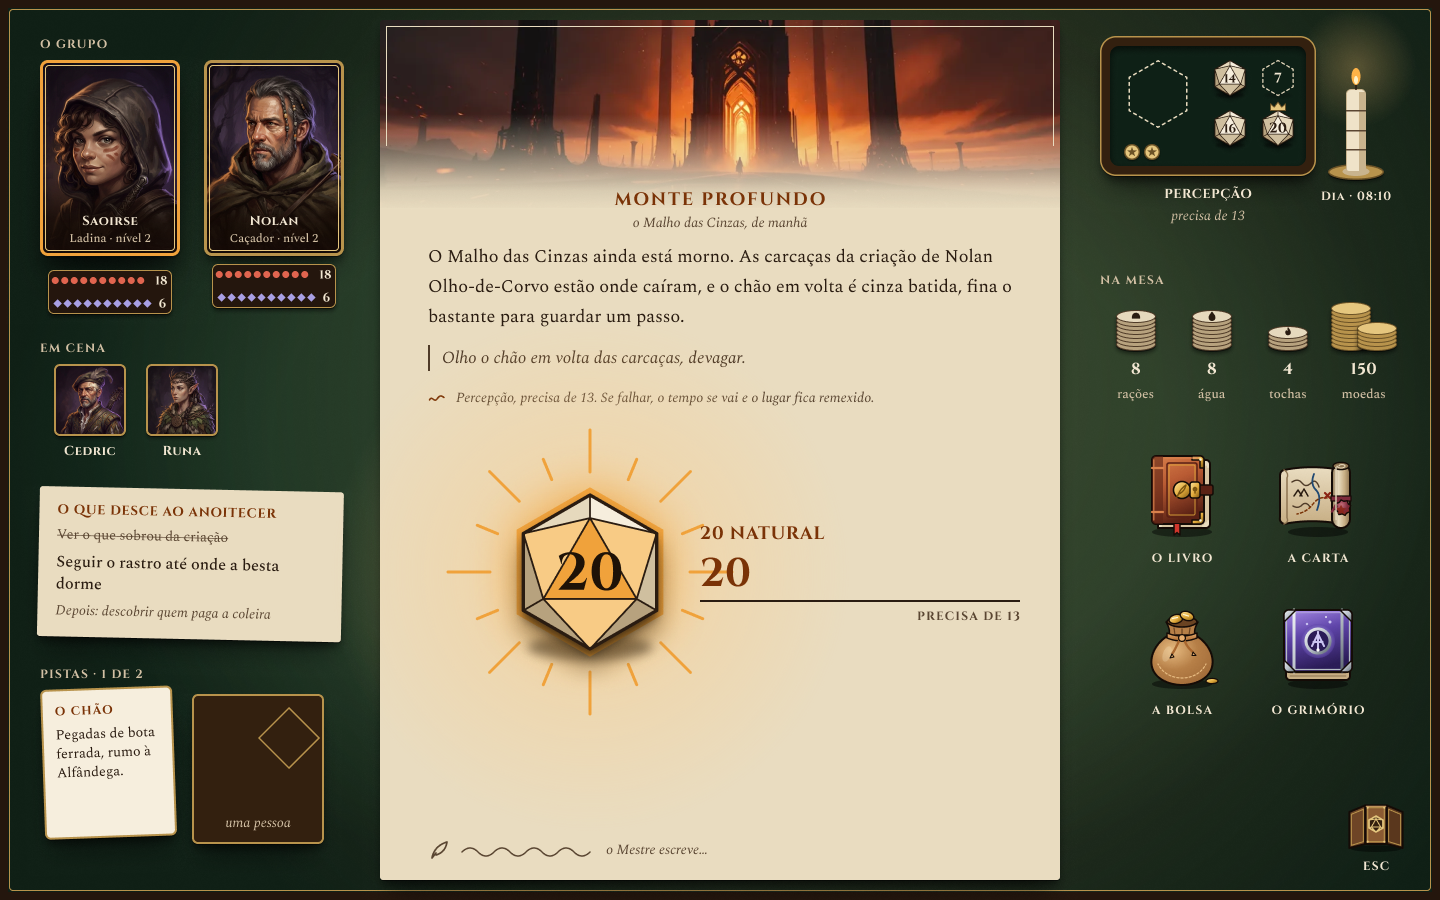 O GRUPO
SAOIRSE
Ladina · nível 2
NOLAN
Caçador · nível 2
18
6
18
6
EM CENA
CEDRIC
RUNA
O QUE DESCE AO ANOITECER
Ver o que sobrou da criação
Seguir o rastro até onde a besta
dorme
Depois: descobrir quem paga a coleira
PISTAS · 1 DE 2
O CHÃO
Pegadas de bota
ferrada, rumo à
Alfândega.
uma pessoa
MONTE PROFUNDO
o Malho das Cinzas, de manhã
O Malho das Cinzas ainda está morno. As carcaças da criação de Nolan
Olho-de-Corvo estão onde caíram, e o chão em volta é cinza batida, fina o
bastante para guardar um passo.
Olho o chão em volta das carcaças, devagar.
Percepção, precisa de 13. Se falhar, o tempo se vai e o lugar fica remexido.
20
20 NATURAL
20
PRECISA DE 13
o Mestre escreve...
14
7
16
20
PERCEPÇÃO
precisa de 13
DIA · 08:10
NA MESA
8
rações
8
água
4
tochas
150
moedas
O LIVRO
A CARTA
A BOLSA
O GRIMÓRIO
ESC